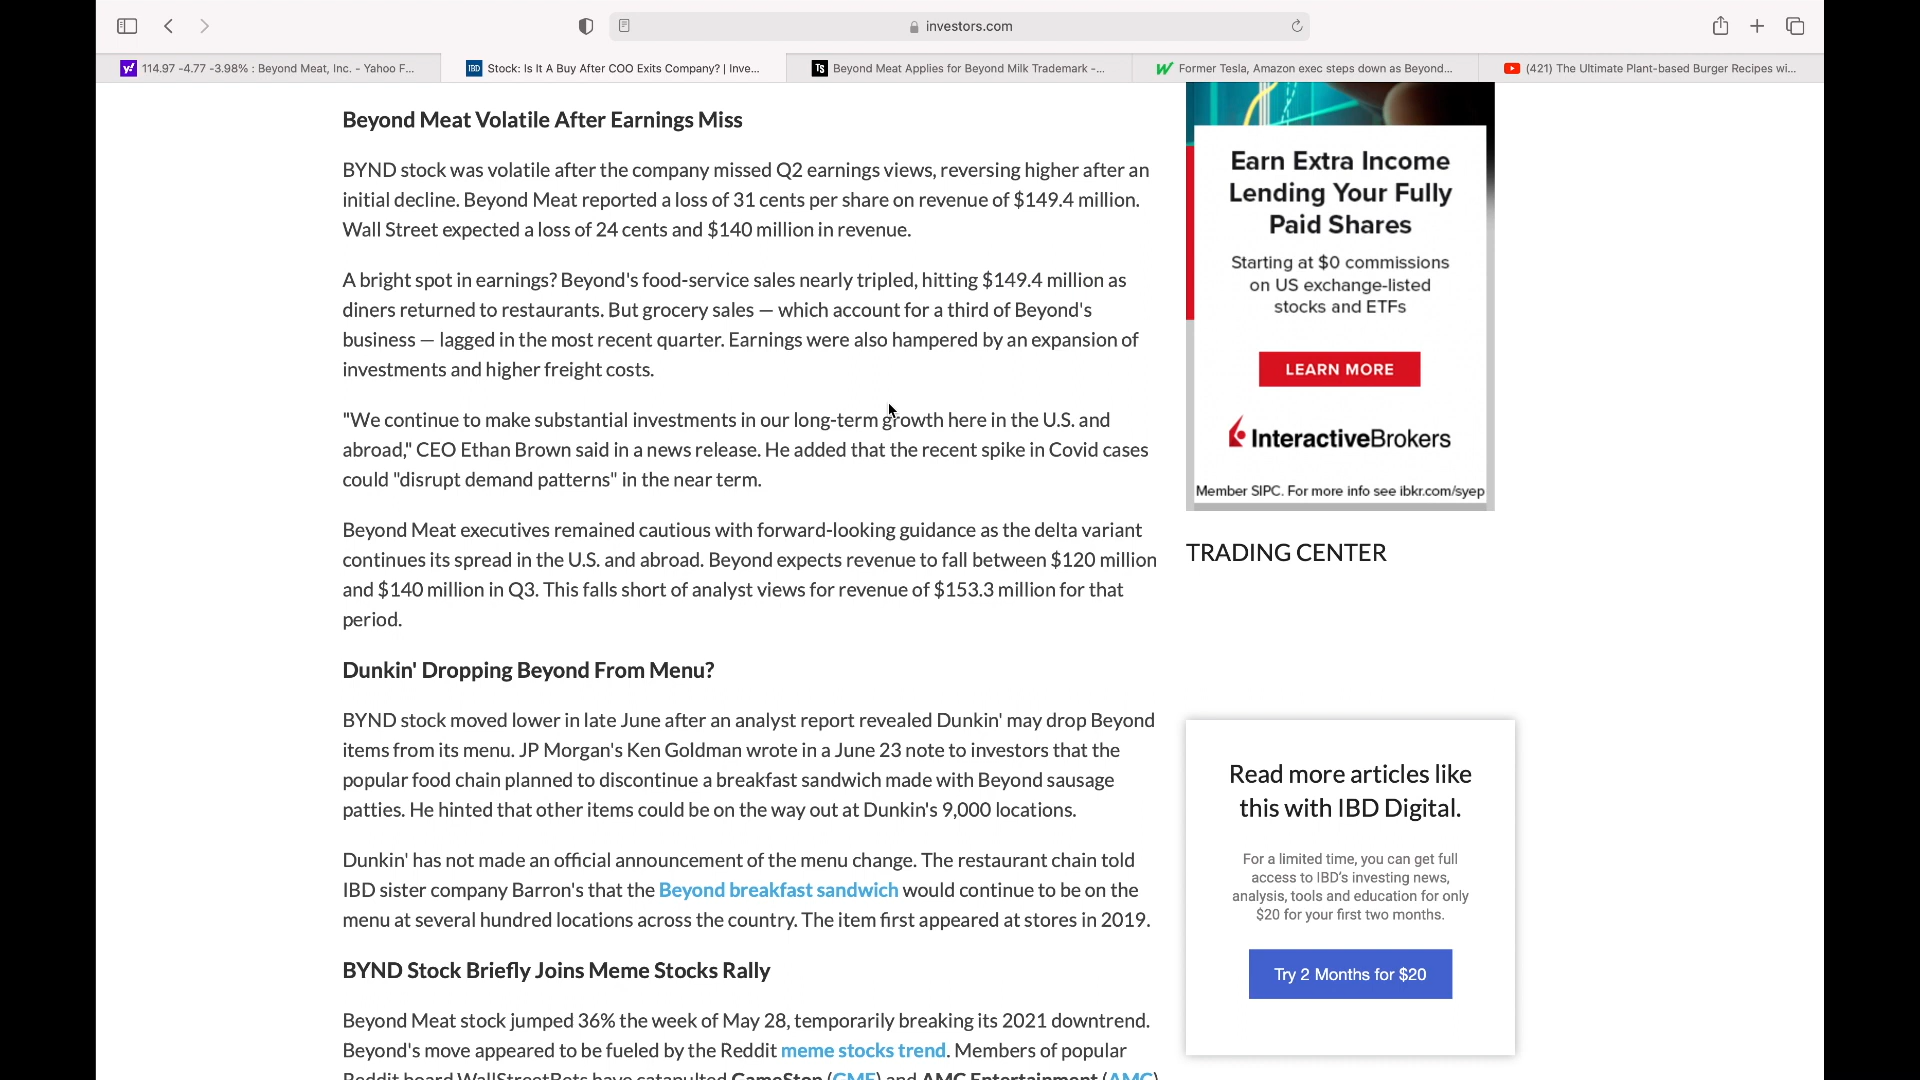 investors.com
114.97 -4.77 -3.98% : Beyond Meat, Inc. - Yahoo F...
IBD Stock: Is It A Buy After COO Exits Company? | Inve...
TS Beyond Meat Applies for Beyond Milk Trademark -...
Former Tesla, Amazon exec steps down as Beyond...
(421) The Ultimate Plant-based Burger Recipes wi...
Beyond Meat Volatile After Earnings Miss
BYND stock was volatile after the company missed Q2 earnings views, reversing higher after an
initial decline. Beyond Meat reported a loss of 31 cents per share on revenue of $149.4 million.
Wall Street expected a loss of 24 cents and $140 million in revenue.
A bright spot in earnings? Beyond's food-service sales nearly tripled, hitting $149.4 million as
diners returned to restaurants. But grocery sales — which account for a third of Beyond's
business — lagged in the most recent quarter. Earnings were also hampered by an expansion of
investments and higher freight costs.
"We continue to make substantial investments in our long-term growth here in the U.S. and
abroad," CEO Ethan Brown said in a news release. He added that the recent spike in Covid cases
could "disrupt demand patterns" in the near term.
Beyond Meat executives remained cautious with forward-looking guidance as the delta variant
continues its spread in the U.S. and abroad. Beyond expects revenue to fall between $120 million
and $140 million in Q3. This falls short of analyst views for revenue of $153.3 million for that
period.
Dunkin' Dropping Beyond From Menu?
BYND stock moved lower in late June after an analyst report revealed Dunkin' may drop Beyond
items from its menu. JP Morgan's Ken Goldman wrote in a June 23 note to investors that the
popular food chain planned to discontinue a breakfast sandwich made with Beyond sausage
patties. He hinted that other items could be on the way out at Dunkin's 9,000 locations.
Dunkin' has not made an official announcement of the menu change. The restaurant chain told
IBD sister company Barron's that the Beyond breakfast sandwich would continue to be on the
menu at several hundred locations across the country. The item first appeared at stores in 2019.
BYND Stock Briefly Joins Meme Stocks Rally
Beyond Meat stock jumped 36% the week of May 28, temporarily breaking its 2021 downtrend.
Beyond's move appeared to be fueled by the Reddit meme stocks trend. Members of popular
Reddit board WallStreetBets have catapulted GameStop (GME) and AMC Entertainment (AMC)
Earn Extra Income
Lending Your Fully
Paid Shares
Starting at $0 commissions
on US exchange-listed
stocks and ETFs
LEARN MORE
InteractiveBrokers
Member SIPC. For more info see ibkr.com/syep
TRADING CENTER
Read more articles like
this with IBD Digital.
For a limited time, you can get full
access to IBD's investing news,
analysis, tools and education for only
$20 for your first two months.
Try 2 Months for $20